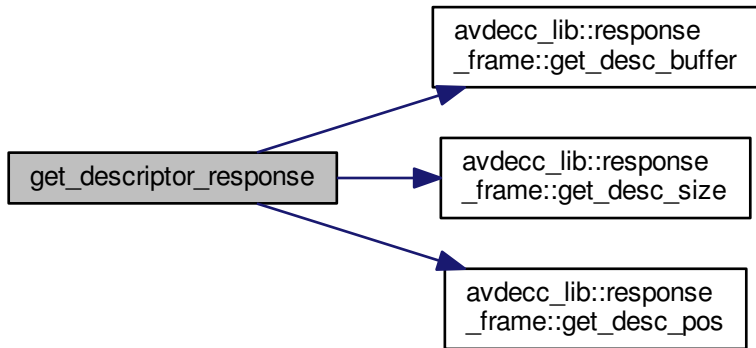 avdecc_lib::response
_frame::get_desc_buffer
get_descriptor_response
avdecc_lib::response
_frame::get_desc_size
avdecc_lib::response
_frame::get_desc_pos